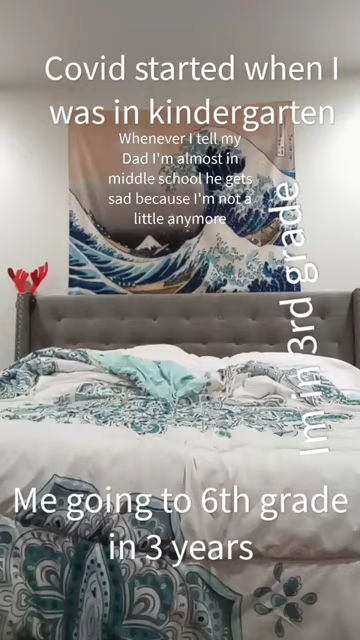 Covid started when I
was in kindergarten
Whenever I tell my
Dad I'm almost in
middle school he gets
sad because I'm not a
little anymore
Im in 3rd grade
Me going to 6th grade
in 3 years